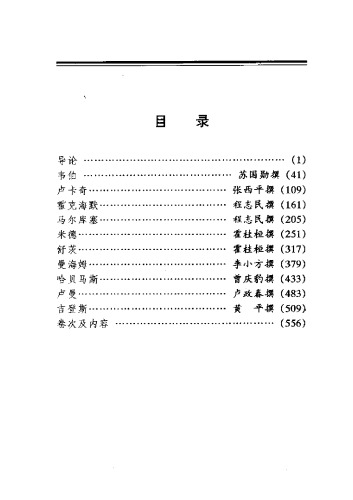 目 录
导论 …………………………………………………… (1)
韦伯 ……………………………………… 苏国勋撰 (41)
卢卡奇…………………………………… 张西平撰 (109)
霍克海默………………………………… 程志民撰 (161)
马尔库塞………………………………… 程志民撰 (205)
米德……………………………………… 霍桂桓撰 (251)
舒茨……………………………………… 霍桂桓撰 (317)
曼海姆…………………………………… 李小方撰 (379)
哈贝马斯………………………………… 曾庆豹撰 (433)
卢曼……………………………………… 卢政春撰 (483)
吉登斯…………………………………… 黄 平撰 (509)
卷次及内容 ………………………………………… (556)